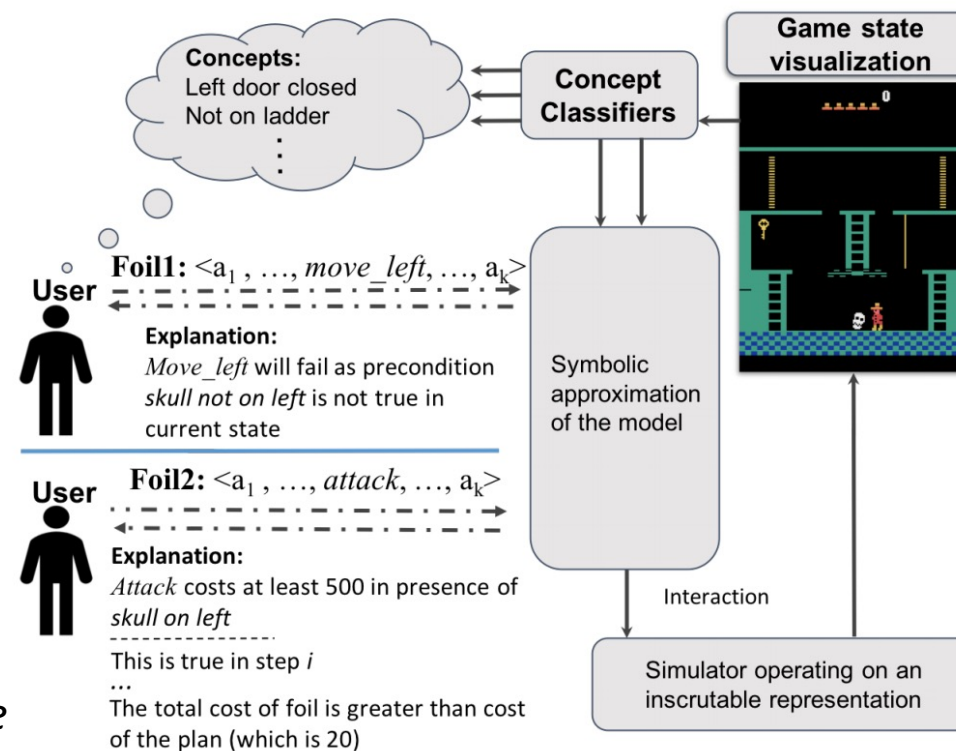 Concepts:
Left door closed
Not on ladder
.
.
.
Concept
Classifiers
Game state
visualization
0
User
Foil1: <a1 , …, move_left, …, ak>
Explanation:
Move_left will fail as precondition
skull not on left is not true in
current state
User
Foil2: <a1 , …, attack, …, ak>
Explanation:
Attack costs at least 500 in presence of
skull on left
This is true in step i
...
The total cost of foil is greater than cost
of the plan (which is 20)
Symbolic
approximation
of the model
Interaction
Simulator operating on an
inscrutable representation